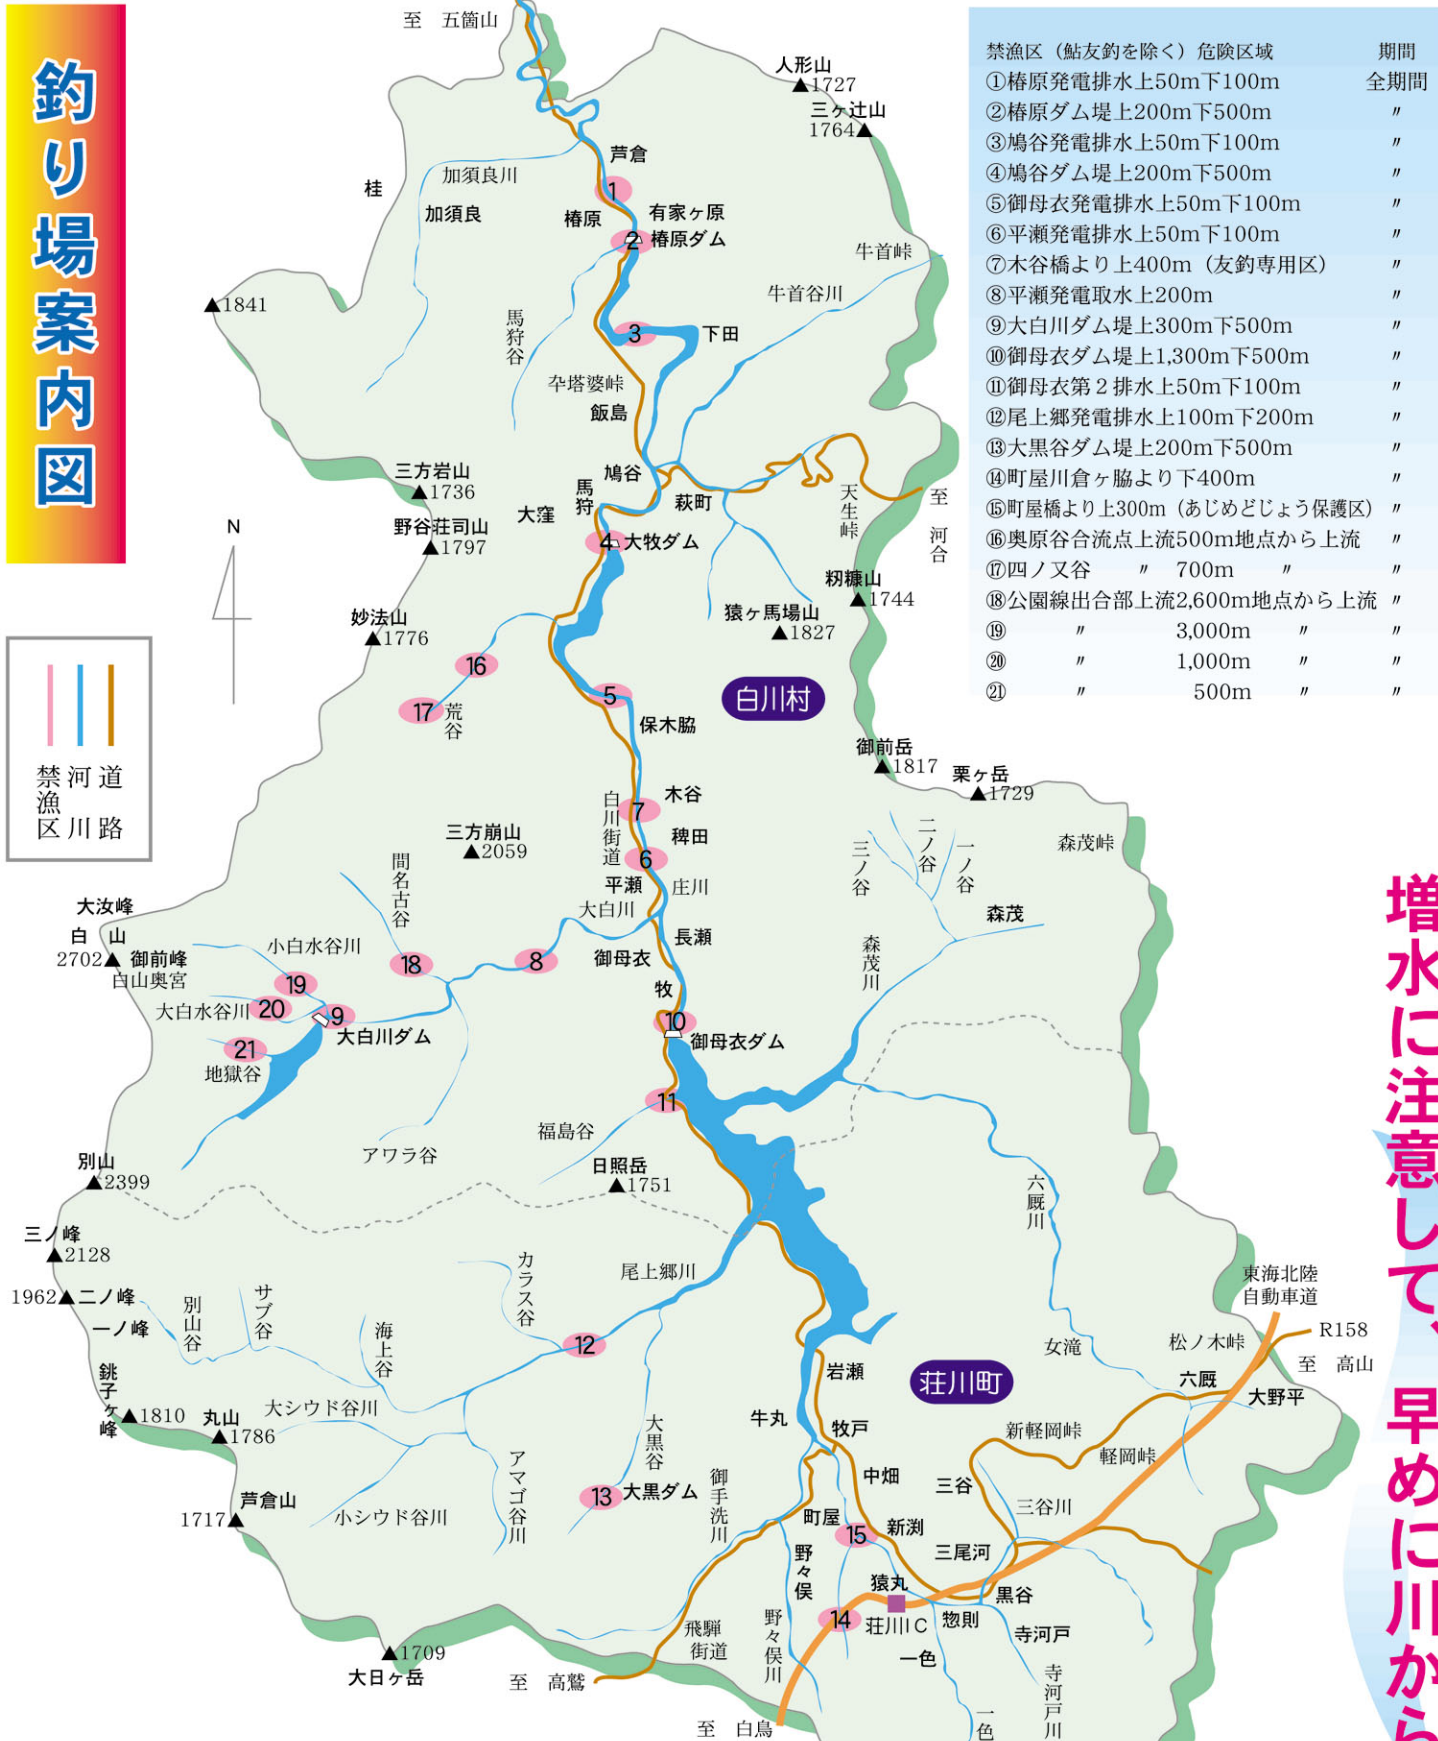 釣り場案内図
禁漁区（鮎友釣を除く）危険区域　期間
①椿原発電排水上50m下100m　全期間
②椿原ダム堤上200m下500m　〃
③鳩谷発電排水上50m下100m　〃
④鳩谷ダム堤上200m下500m　〃
⑤御母衣発電排水上50m下100m　〃
⑥平瀬発電排水上50m下100m　〃
⑦木谷橋より上400m（友釣専用区）　〃
⑧平瀬発電取水上200m　〃
⑨大白川ダム堤上300m下500m　〃
⑩御母衣ダム堤上1,300m下500m　〃
⑪御母衣第２排水上50m下100m　〃
⑫尾上郷発電排水上100m下200m　〃
⑬大黒谷ダム堤上200m下500m　〃
⑭町屋川倉ヶ脇より下400m　〃
⑮町屋橋より上300m（あじめどじょう保護区）　〃
⑯奥原谷合流点上流500m地点から上流　〃
⑰四ノ又谷　〃　700m　〃　〃
⑱公園線出合部上流2,600m地点から上流　〃
⑲　〃　3,000m　〃　〃
⑳　〃　1,000m　〃　〃
㉑　〃　500m　〃　〃
至　五箇山
人形山
▲1727
三ヶ辻山
1764▲
芦倉
加須良川
桂
加須良
1
椿原
有家ヶ原
2
椿原ダム
牛首峠
牛首谷川
▲1841
馬狩谷
3
下田
卆塔婆峠
飯島
三方岩山
▲1736
鳩谷
馬狩
大窪
萩町
天生峠
至　河合
野谷荘司山
▲1797
4
大牧ダム
N
籾糠山
▲1744
猿ヶ馬場山
▲1827
妙法山
▲1776
16
17
荒谷
5
白川村
保木脇
禁漁区
河川
道路
御前岳
▲1817
栗ヶ岳
▲1729
木谷
7
白川街道
稗田
三方崩山
▲2059
6
平瀬
庄川
間名古谷
大白川
三ノ谷
二ノ谷
一ノ谷
森茂峠
森茂
森茂川
大汝峰
白　山
2702▲
御前峰
白山奥宮
小白水谷川
18
8
長瀬
御母衣
牧
19
大白水谷川
20
9
大白川ダム
10
御母衣ダム
21
地獄谷
11
福島谷
アワラ谷
別山
▲2399
日照岳
▲1751
六厩川
三ノ峰
▲2128
1962▲
二ノ峰
一ノ峰
別山谷
サブ谷
海上谷
カラス谷
尾上郷川
12
東海北陸
自動車道
R158
松ノ木峠
至　高山
女滝
六厩
大野平
岩瀬
荘川町
銚子ヶ峰
▲1810
丸山
▲1786
大シウド谷川
大黒谷
牛丸
牧戸
新軽岡峠
軽岡峠
中畑
三谷
アマゴ谷川
13
大黒ダム
御手洗川
三谷川
芦倉山
1717▲
小シウド谷川
町屋
15
新渕
三尾河
野々俣
猿丸
黒谷
14
荘川IC
惣則
寺河戸
野々俣川
一色
飛騨街道
▲1709
大日ヶ岳
至　高鷲
寺河戸川
一色
至　白鳥
増水に注意して、早めに川から